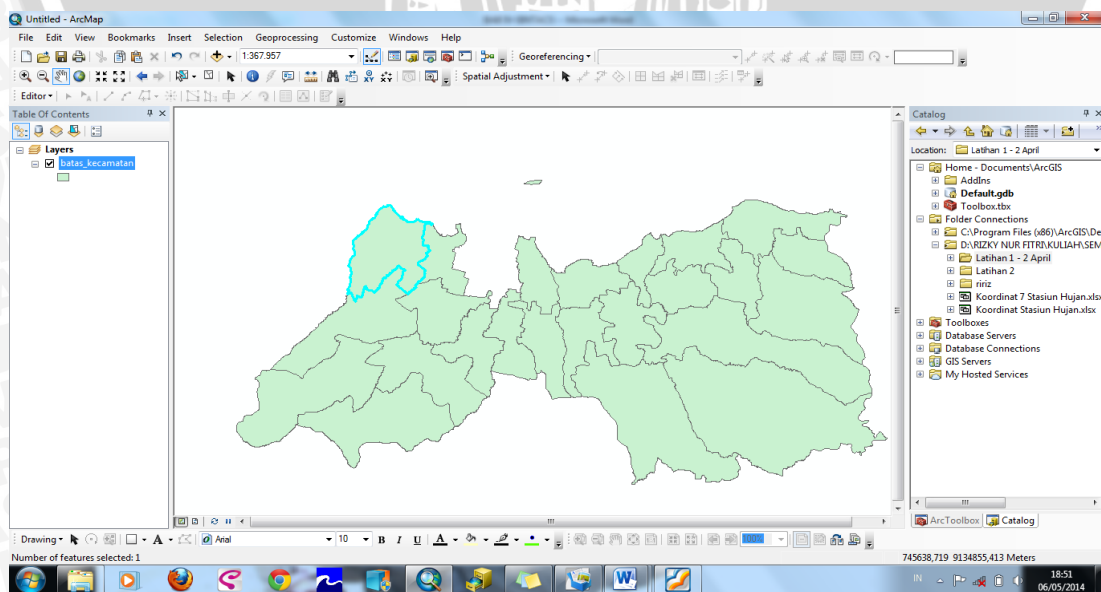 Untitled - ArcMap
File Edit View Bookmarks Insert Selection Geoprocessing Customize Windows Help
1:367.957 Georeferencing
Spatial Adjustment
Editor
Table Of Contents
Layers
batas_kecamatan
Catalog
Location: Latihan 1 - 2 April
Home - Documents\ArcGIS
AddIns
Default.gdb
Toolbox.tbx
Folder Connections
C:\Program Files (x86)\ArcGIS\De
D:\RIZKY NUR FITRI\KULIAH\SEM
Latihan 1 - 2 April
Latihan 2
ririz
Koordinat 7 Stasiun Hujan.xlsx
Koordinat Stasiun Hujan.xlsx
Toolboxes
Database Servers
Database Connections
GIS Servers
My Hosted Services
ArcToolbox Catalog
Drawing A Arial 10 B I U A 100%
Number of features selected: 1
745638,719 9134855,413 Meters
IN 18:51
06/05/2014